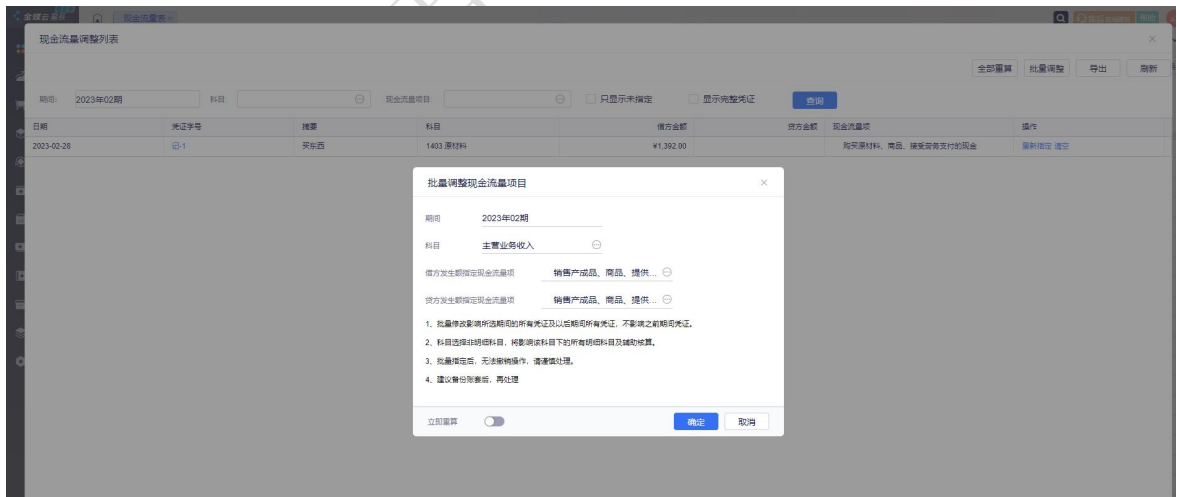 金蝶云星辰
现金流量表
现金流量调整列表
全部重算 批量调整 导出 刷新
期间: 2023年02期 科目: 现金流量项目: 只显示未指定 显示完整凭证 查询
日期 凭证字号 摘要 科目 借方金额 贷方金额 现金流量项 操作
2023-02-28 记-1 买东西 1403 原材料 ¥1,392.00 购买原材料、商品、接受劳务支付的现金 重新指定 清空
批量调整现金流量项目
期间 2023年02期
科目 主营业务收入
借方发生额指定现金流量项 销售产成品、商品、提供...
贷方发生额指定现金流量项 销售产成品、商品、提供...
1、批量修改影响所选期间的所有凭证及以后期间所有凭证，不影响之前期间凭证。
2、科目选择非明细科目，将影响该科目下的所有明细科目及辅助核算。
3、批量指定后，无法撤销操作，请谨慎处理。
4、建议备份账套后，再处理
立即重算 确定 取消